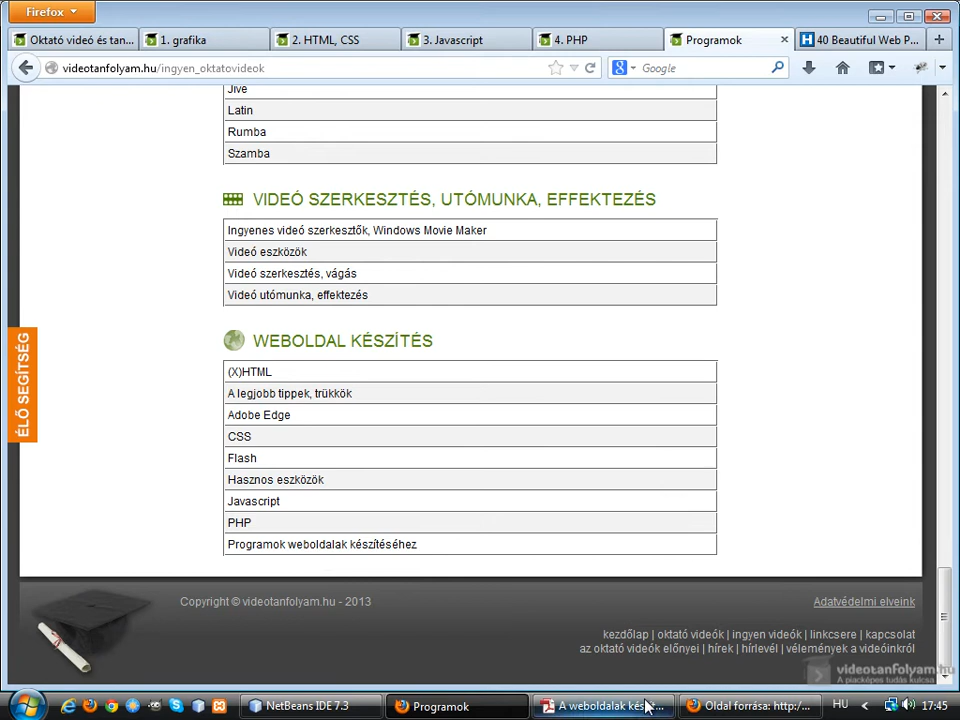 Firefox
Oktató videó és tan...
1. grafika
2. HTML, CSS
3. Javascript
4. PHP
Programok
40 Beautiful Web P...
videotanfolyam.hu/ingyen_oktatovideok
Google
Jive
Latin
Rumba
Szamba
VIDEÓ SZERKESZTÉS, UTÓMUNKA, EFFEKTEZÉS
Ingyenes videó szerkesztők, Windows Movie Maker
Videó eszközök
Videó szerkesztés, vágás
Videó utómunka, effektezés
WEBOLDAL KÉSZÍTÉS
(X)HTML
A legjobb tippek, trükkök
Adobe Edge
CSS
Flash
Hasznos eszközök
Javascript
PHP
Programok weboldalak készítéséhez
ÉLŐ SEGÍTSÉG
Copyright © videotanfolyam.hu - 2013
Adatvédelmi elveink
kezdőlap | oktató videók | ingyen videók | linkcsere | kapcsolat
az oktató videók előnyei | hírek | hírlevél | vélemények a videóinkról
videotanfolyam.hu
A piacképes tudás kulcsa
NetBeans IDE 7.3
Programok
A weboldalak kés...
Oldal forrása: http:/...
HU
17:45